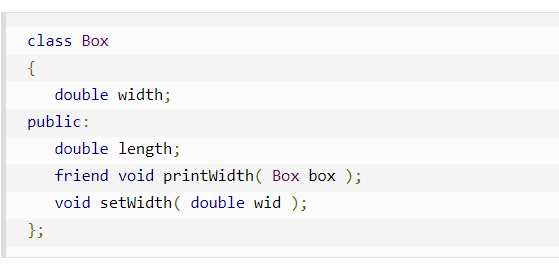 class Box
{
   double width;
public:
   double length;
   friend void printWidth( Box box );
   void setWidth( double wid );
};